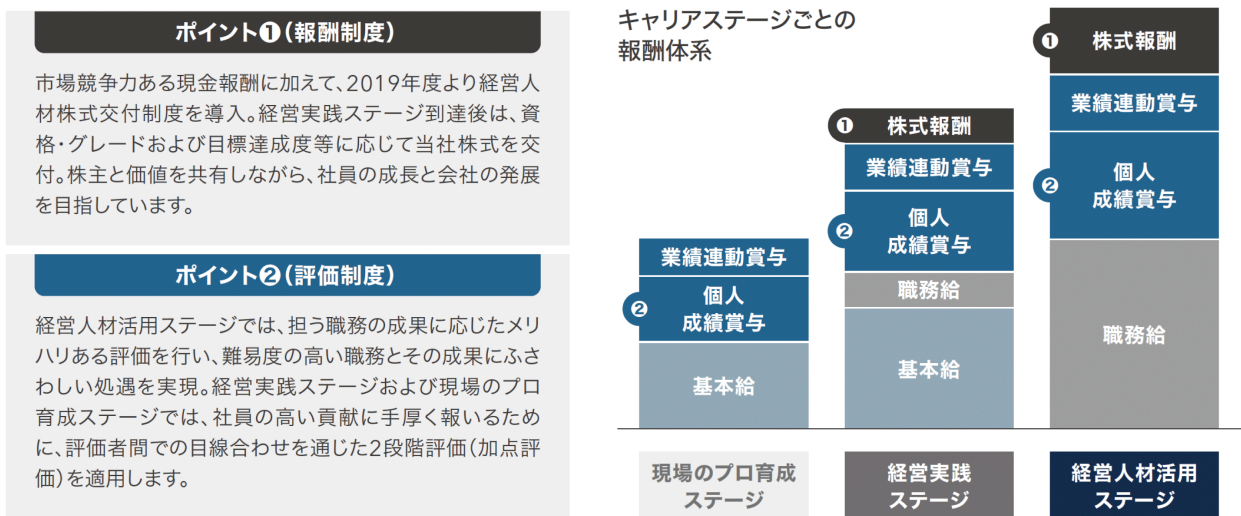 ポイント❶(報酬制度)
市場競争力ある現金報酬に加えて、2019年度より経営人
材株式交付制度を導入。経営実践ステージ到達後は、資
格・グレードおよび目標達成度等に応じて当社株式を交
付。株主と価値を共有しながら、社員の成長と会社の発展
を目指しています。
ポイント❷(評価制度)
経営人材活用ステージでは、担う職務の成果に応じたメリ
ハリある評価を行い、難易度の高い職務とその成果にふさ
わしい処遇を実現。経営実践ステージおよび現場のプロ
育成ステージでは、社員の高い貢献に手厚く報いるため
に、評価者間での目線合わせを通じた2段階評価(加点評
価)を適用します。
キャリアステージごとの
報酬体系
業績連動賞与
❷ 個人
成績賞与
基本給
現場のプロ育成
ステージ
❶ 株式報酬
業績連動賞与
❷ 個人
成績賞与
職務給
基本給
経営実践
ステージ
❶ 株式報酬
業績連動賞与
❷ 個人
成績賞与
職務給
経営人材活用
ステージ